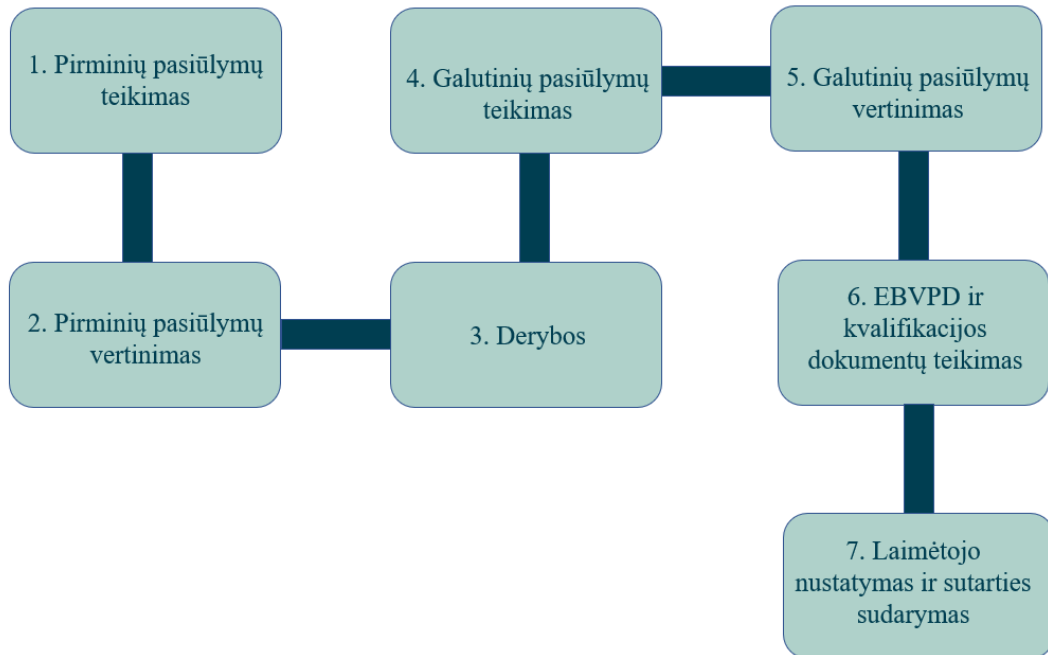 1. Pirminių pasiūlymų
teikimas
2. Pirminių pasiūlymų
vertinimas
3. Derybos
4. Galutinių pasiūlymų
teikimas
5. Galutinių pasiūlymų
vertinimas
6. EBVPD ir
kvalifikacijos
dokumentų teikimas
7. Laimėtojo
nustatymas ir sutarties
sudarymas